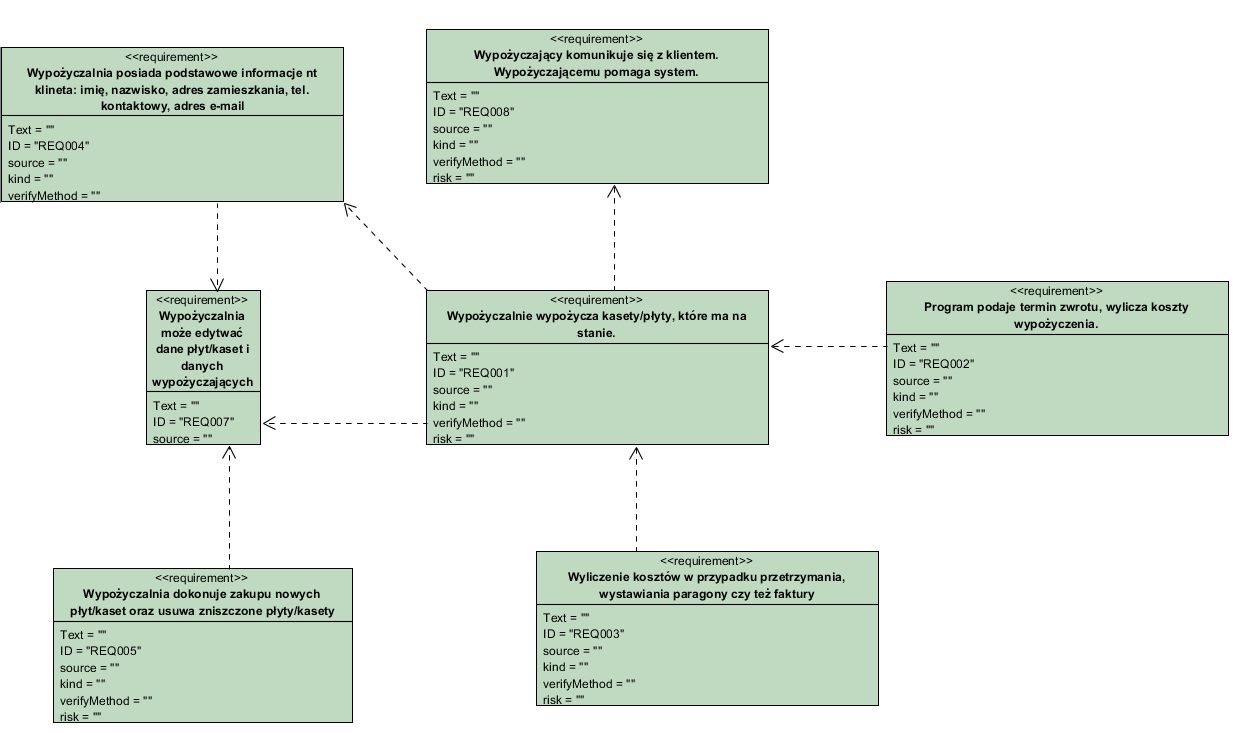 <<requirement>>
Wypożyczalnia posiada podstawowe informacje nt
klineta: imię, nazwisko, adres zamieszkania, tel.
kontaktowy, adres e-mail
Text = ""
ID = "REQ004"
source = ""
kind = ""
verifyMethod = ""
<<requirement>>
Wypożyczający komunikuje się z klientem.
Wypożyczającemu pomaga system.
Text = ""
ID = "REQ008"
source = ""
kind = ""
verifyMethod = ""
risk = ""
<<requirement>>
Wypożyczalnia
może edytwać
dane płyt/kaset i
danych
wypożyczających
Text = ""
ID = "REQ007"
source = ""
<<requirement>>
Wypożyczalnie wypożycza kasety/płyty, które ma na
stanie.
Text = ""
ID = "REQ001"
source = ""
kind = ""
verifyMethod = ""
risk = ""
<<requirement>>
Program podaje termin zwrotu, wylicza koszty
wypożyczenia.
Text = ""
ID = "REQ002"
source = ""
kind = ""
verifyMethod = ""
risk = ""
<<requirement>>
Wypożyczalnia dokonuje zakupu nowych
płyt/kaset oraz usuwa zniszczone płyty/kasety
Text = ""
ID = "REQ005"
source = ""
kind = ""
verifyMethod = ""
risk = ""
<<requirement>>
Wyliczenie kosztów w przypadku przetrzymania,
wystawiania paragony czy też faktury
Text = ""
ID = "REQ003"
source = ""
kind = ""
verifyMethod = ""
risk = ""